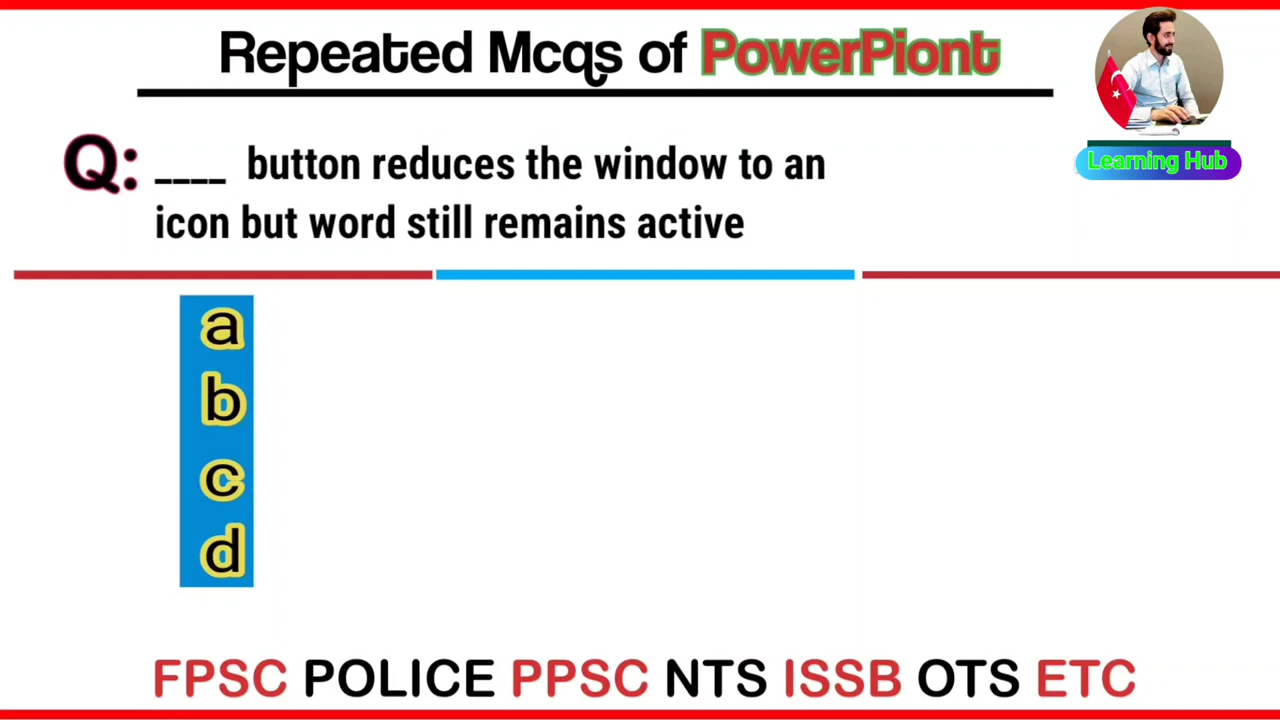 Repeated Mcqs of PowerPiont
Learning Hub
Q: ____ button reduces the window to an
icon but word still remains active
a
b
c
d
FPSC POLICE PPSC NTS ISSB OTS ETC